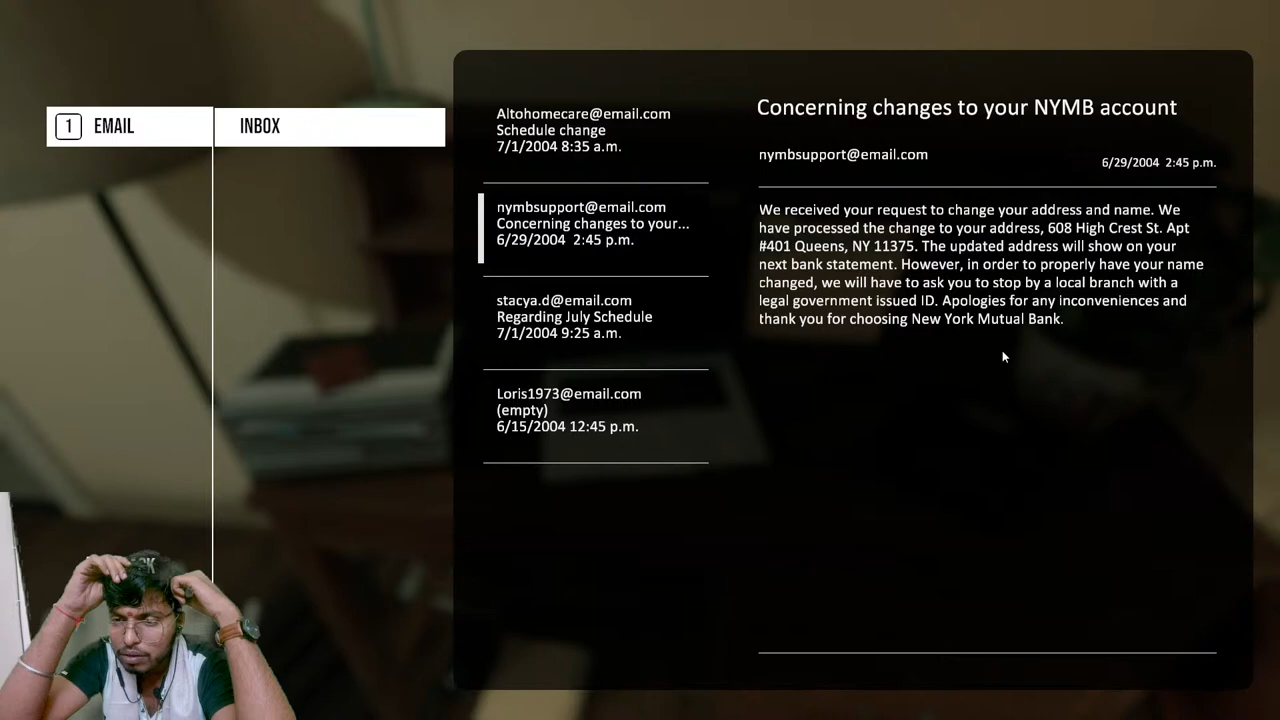 1 EMAIL
INBOX
Altohomecare@email.com
Schedule change
7/1/2004 8:35 a.m.
nymbsupport@email.com
Concerning changes to your...
6/29/2004 2:45 p.m.
stacya.d@email.com
Regarding July Schedule
7/1/2004 9:25 a.m.
Loris1973@email.com
(empty)
6/15/2004 12:45 p.m.
Concerning changes to your NYMB account
nymbsupport@email.com
6/29/2004 2:45 p.m.
We received your request to change your address and name. We
have processed the change to your address, 608 High Crest St. Apt
#401 Queens, NY 11375. The updated address will show on your
next bank statement. However, in order to properly have your name
changed, we will have to ask you to stop by a local branch with a
legal government issued ID. Apologies for any inconveniences and
thank you for choosing New York Mutual Bank.